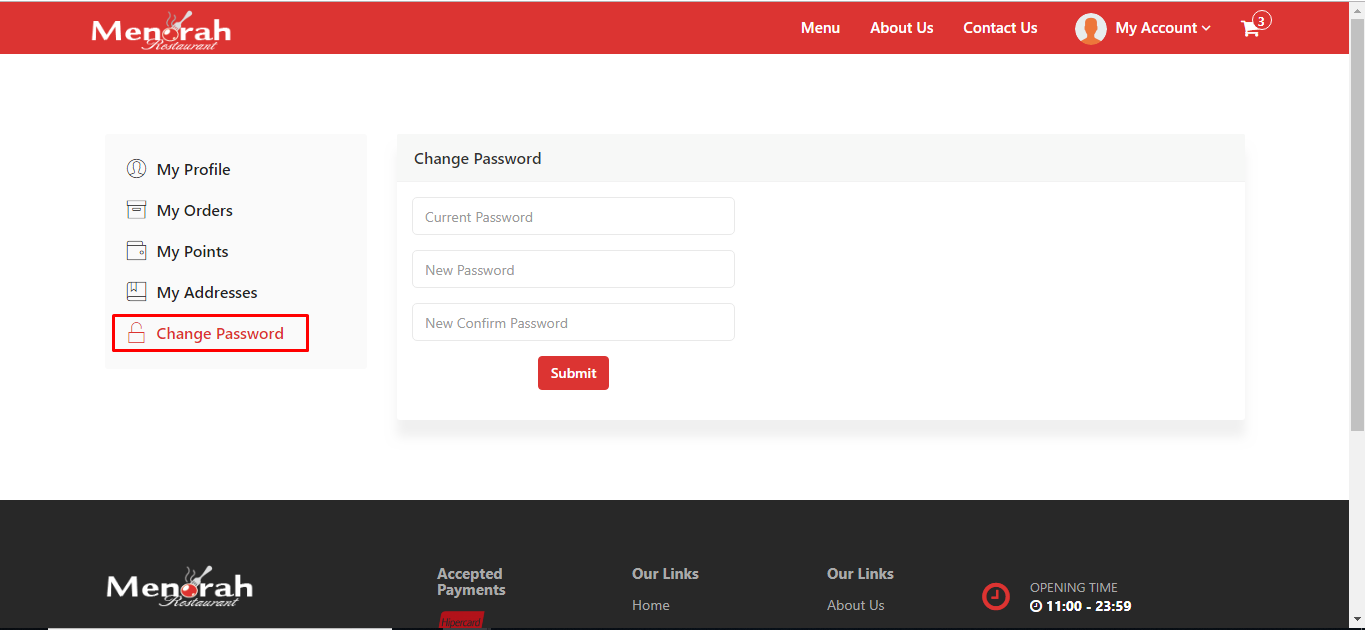 Menorah
Restaurant
Menu
About Us
Contact Us
My Account
3
My Profile
My Orders
My Points
My Addresses
Change Password
Change Password
Current Password
New Password
New Confirm Password
Submit
Menorah
Restaurant
Accepted
Payments
Hipercard
Our Links
Home
Our Links
About Us
OPENING TIME
11:00 - 23:59